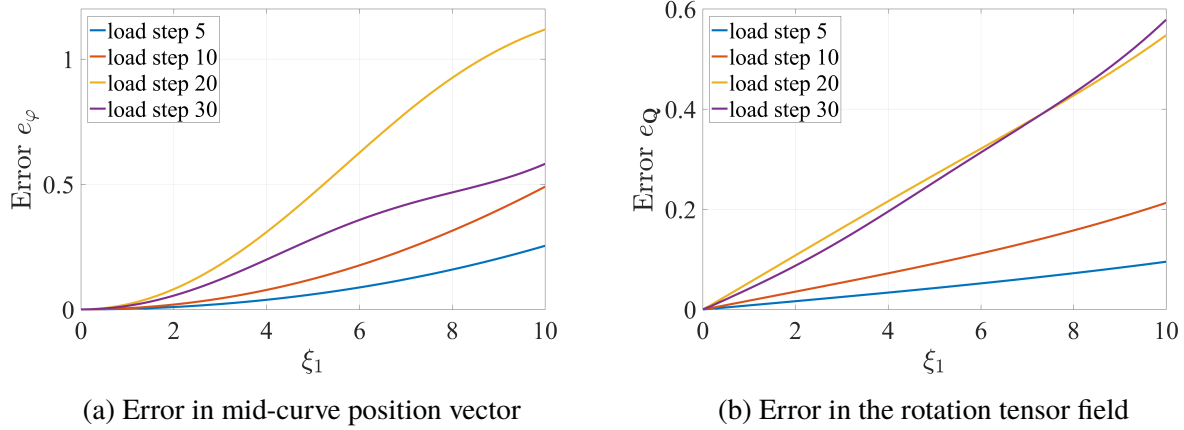 load step 5
load step 10
load step 20
load step 30
Error e_φ
1
0.5
0
0 2 4 6 8 10
ξ₁
(a) Error in mid-curve position vector
load step 5
load step 10
load step 20
load step 30
Error e_Q
0.6
0.4
0.2
0
0 2 4 6 8 10
ξ₁
(b) Error in the rotation tensor field